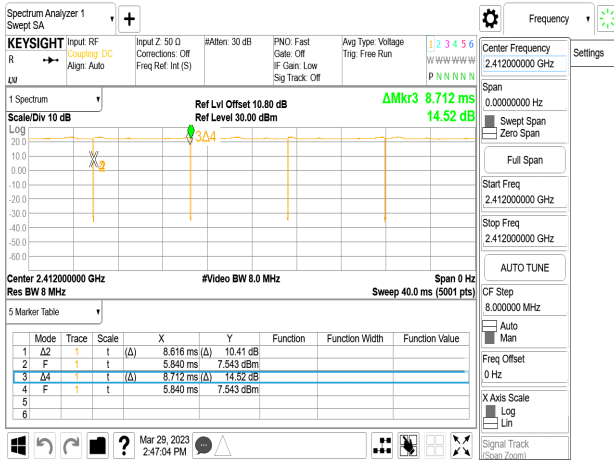 Spectrum Analyzer 1
Swept SA
+
Frequency
Settings
KEYSIGHT
R
Input: RF
Coupling: DC
Align: Auto
Input Z: 50 Ω
Corrections: Off
Freq Ref: Int (S)
#Atten: 30 dB
PNO: Fast
Gate: Off
IF Gain: Low
Sig Track: Off
Avg Type: Voltage
Trig: Free Run
1 2 3 4 5 6
W W W W W W
P N N N N N
1 Spectrum
Scale/Div 10 dB
Ref Lvl Offset 10.80 dB
Ref Level 30.00 dBm
ΔMkr3 8.712 ms
14.52 dB
Log
20.0
10.0
0.00
-10.0
-20.0
-30.0
-40.0
-50.0
-60.0
3Δ4
Center 2.412000000 GHz
Res BW 8 MHz
#Video BW 8.0 MHz
Span 0 Hz
Sweep 40.0 ms (5001 pts)
5 Marker Table
Mode Trace Scale X Y Function Function Width Function Value
1 Δ2 1 t (Δ) 8.616 ms (Δ) 10.41 dB
2 F 1 t 5.840 ms 7.543 dBm
3 Δ4 1 t (Δ) 8.712 ms (Δ) 14.52 dB
4 F 1 t 5.840 ms 7.543 dBm
5
6
?
Mar 29, 2023
2:47:04 PM
Center Frequency
2.412000000 GHz
Span
0.00000000 Hz
Swept Span
Zero Span
Full Span
Start Freq
2.412000000 GHz
Stop Freq
2.412000000 GHz
AUTO TUNE
CF Step
8.000000 MHz
Auto
Man
Freq Offset
0 Hz
X Axis Scale
Log
Lin
Signal Track
(Span Zoom)